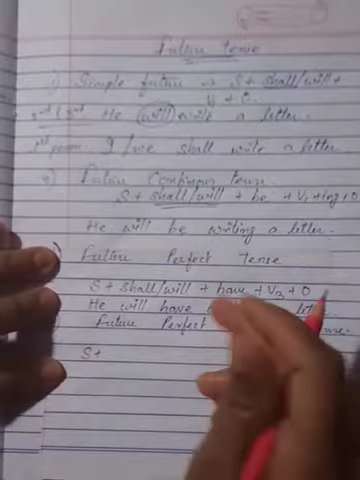 Future tense
1) Simple future → S + shall/will +
V + O.
2nd/3rd He (will) write a letter.
1st person I/we shall write a letter
2) Future Continuous tense
S + shall/will + be + V1 + ing + O
He will be writing a letter.
) Future Perfect tense
S + shall/will + have + V3 + O
He will have
) Future Perfect
S+